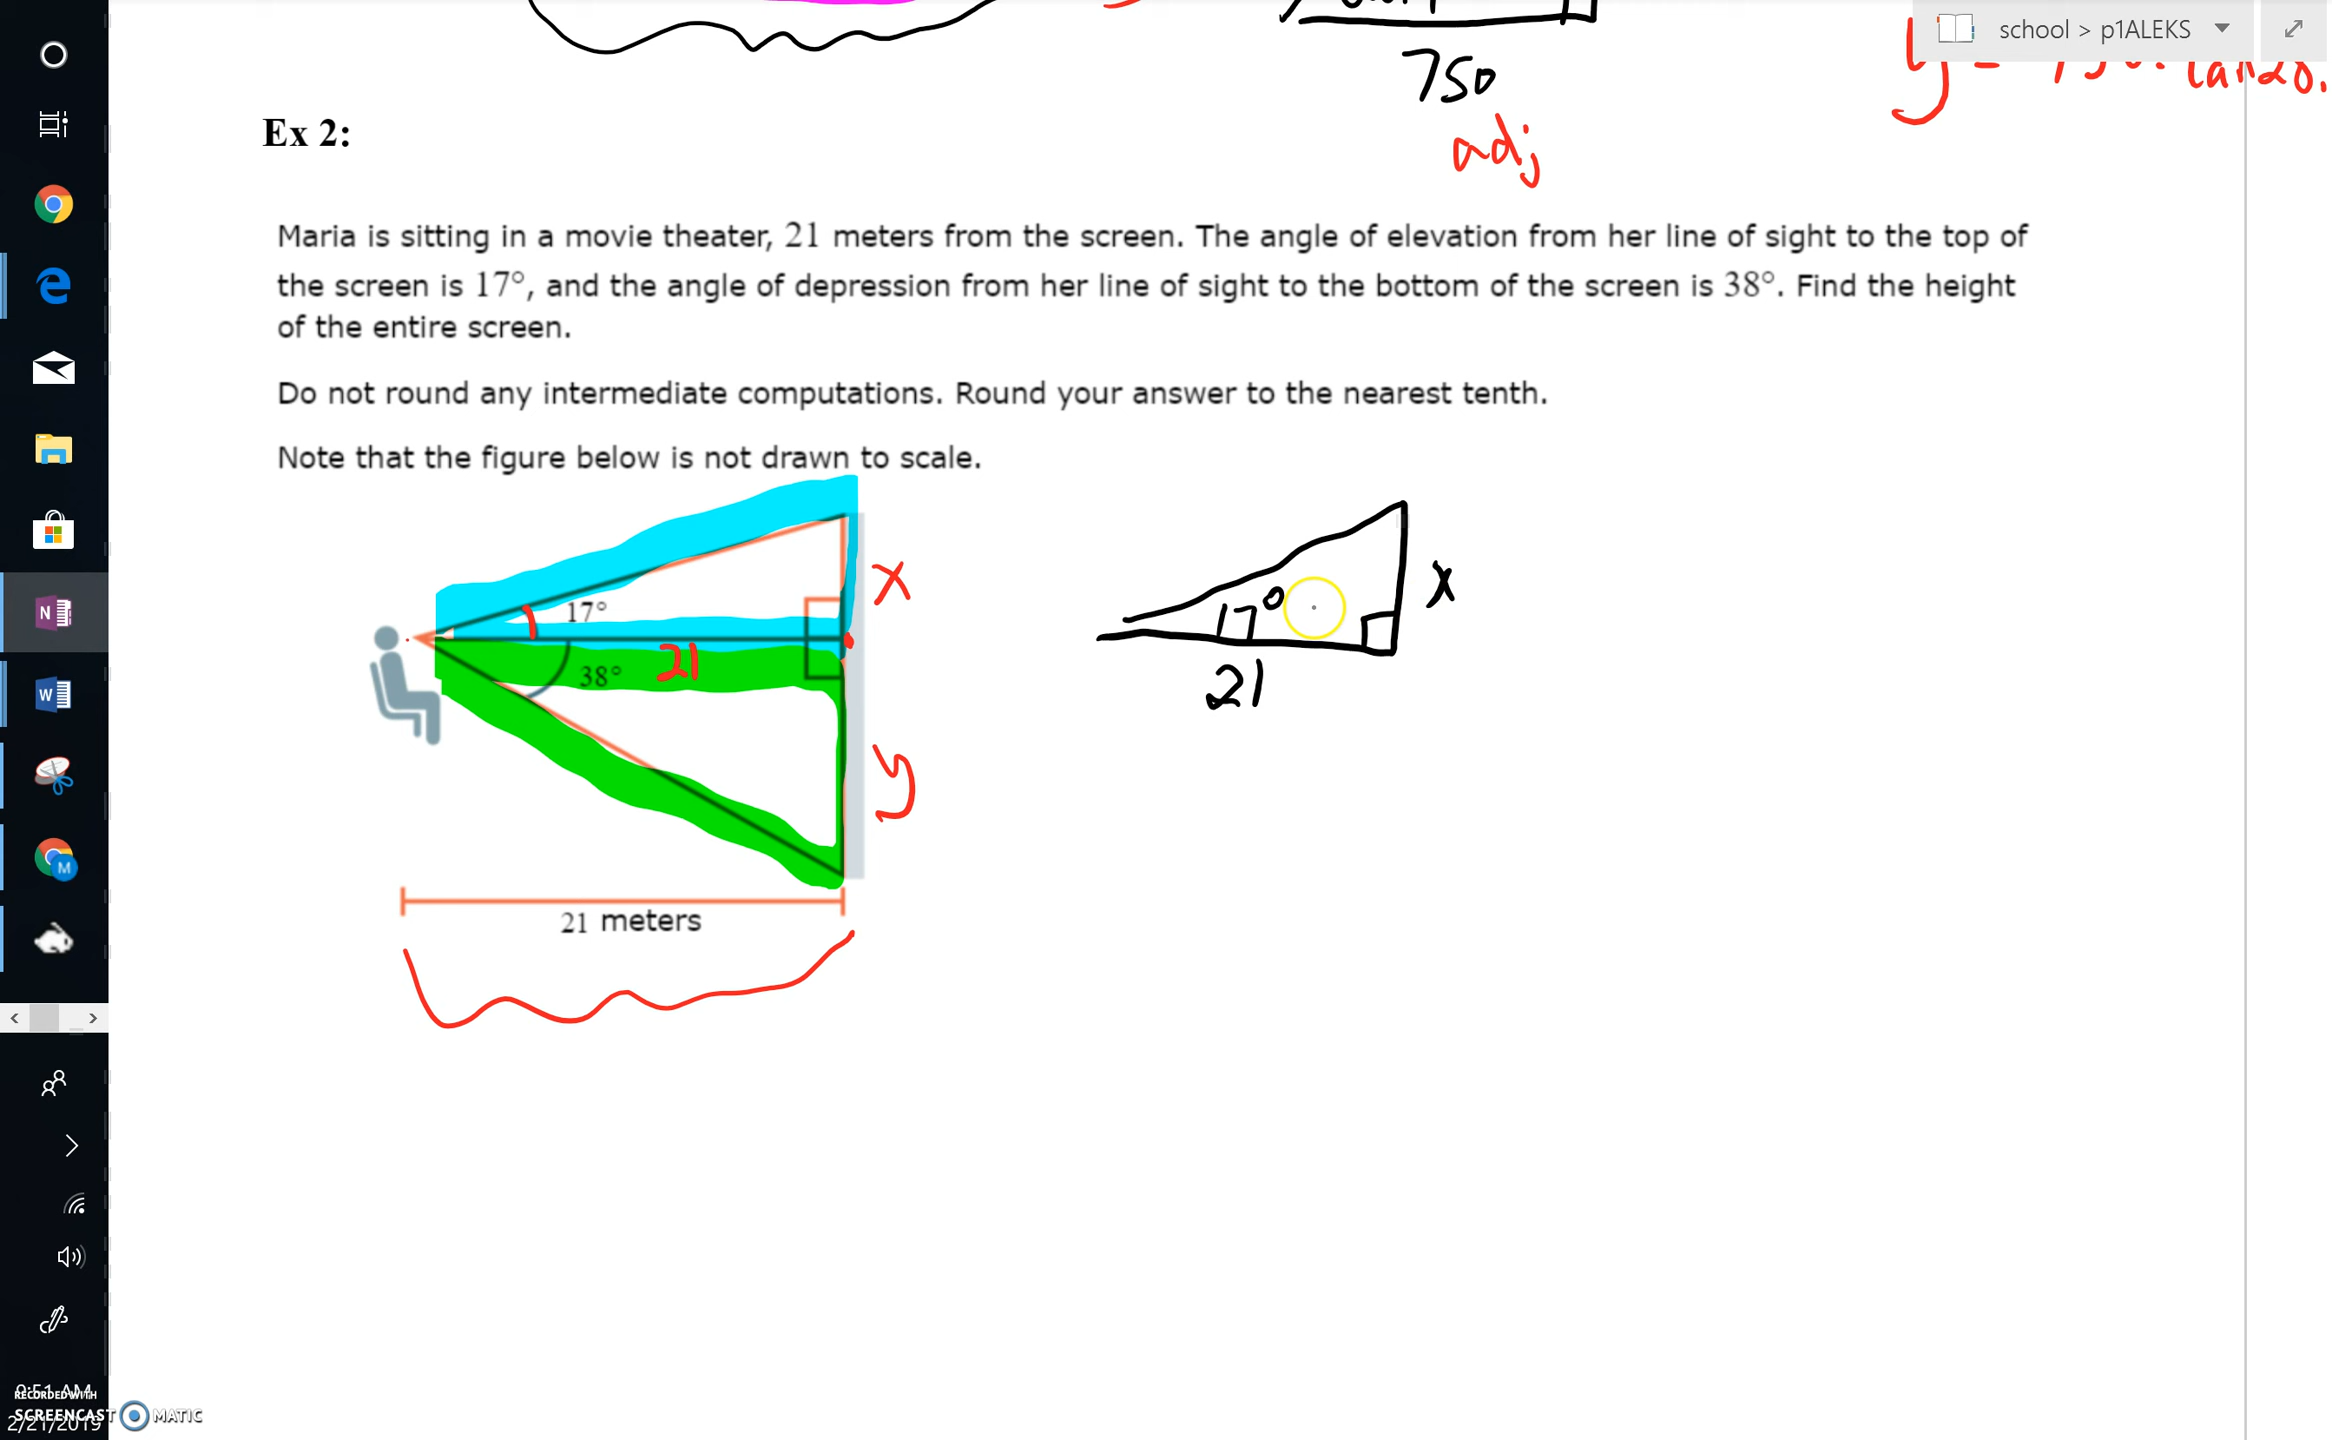 school > p1ALEKS
750
adj
Ex 2:
Maria is sitting in a movie theater, 21 meters from the screen. The angle of elevation from her line of sight to the top of
the screen is 17°, and the angle of depression from her line of sight to the bottom of the screen is 38°. Find the height
of the entire screen.
Do not round any intermediate computations. Round your answer to the nearest tenth.
Note that the figure below is not drawn to scale.
17°
x
38°
21
y
21 meters
17°
x
21
N
W
M
RECORDED WITH
SCREENCAST MATIC
2/21/2019